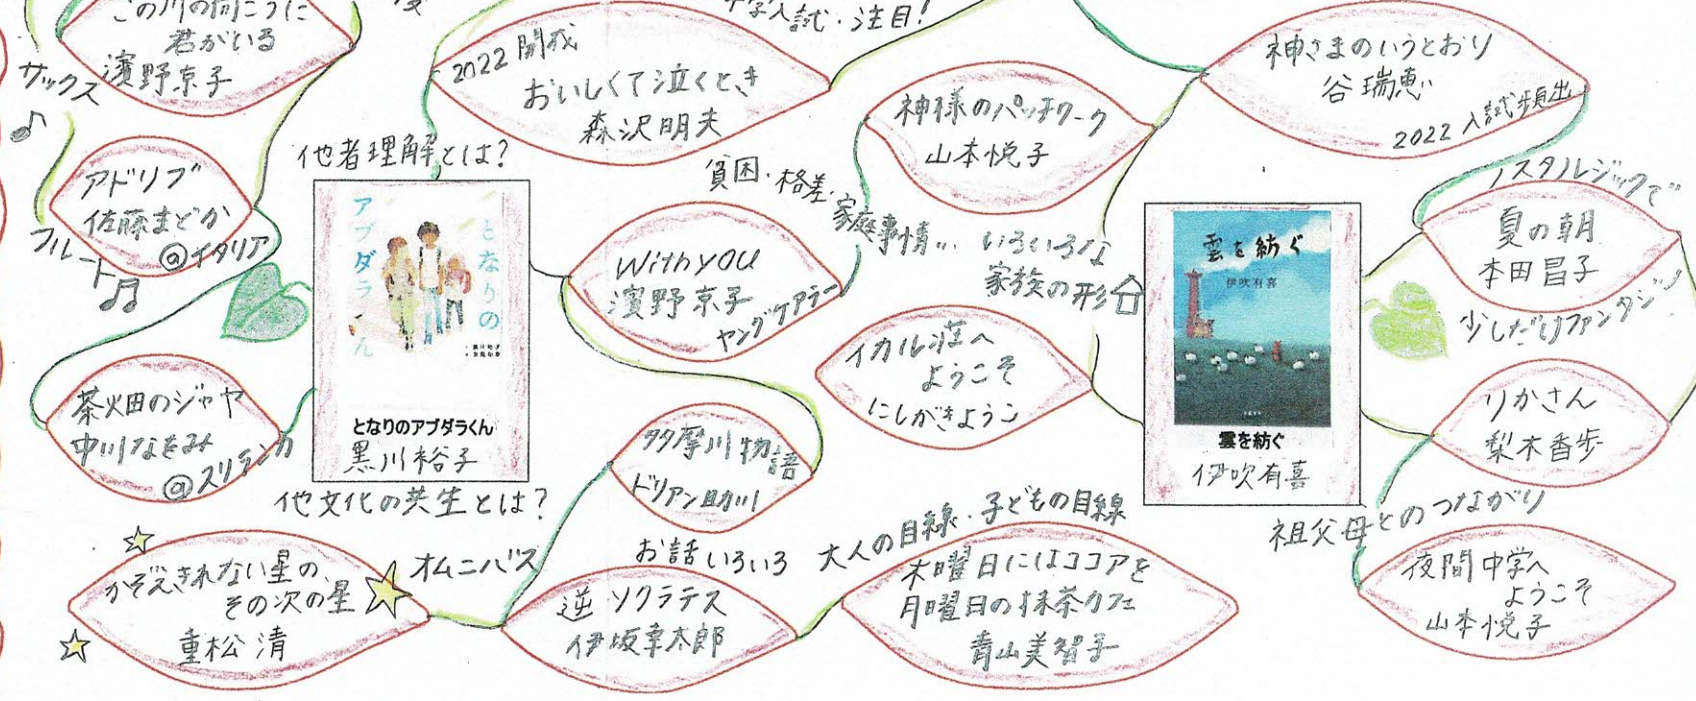 この川の向こうに
君がいる
濱野京子
サックス
アドリブ
佐藤まどか
@イタリア
フルート
茶畑のジャヤ
中川なをみ
@スリランカ
他者理解とは?
となりの
アブダラくん
となりのアブダラくん
黒川裕子
他文化の共生とは?
中学入試・注目!
2022 開成
おいしくて泣くとき
森沢明夫
神様のパッチワーク
山本悦子
貧困・格差・
家庭事情… いろいろな
家族の形
With you
濱野京子
ヤングケアラー
イカル荘へ
ようこそ
にしがきようこ
多摩川物語
ドリアン助川
神さまのいうとおり
谷瑞恵
2022 入試頻出
ノスタルジックで
夏の朝
本田昌子
少しだけファンタジー
雲を紡ぐ
伊吹有喜
雲を紡ぐ
伊吹有喜
りかさん
梨木香歩
祖父母とのつながり
夜間中学へ
ようこそ
山本悦子
かぞえきれない星の、
その次の星
重松清
オムニバス
お話いろいろ
逆ソクラテス
伊坂幸太郎
大人の目線・子どもの目線
木曜日にはココアを
月曜日の抹茶カフェ
青山美智子